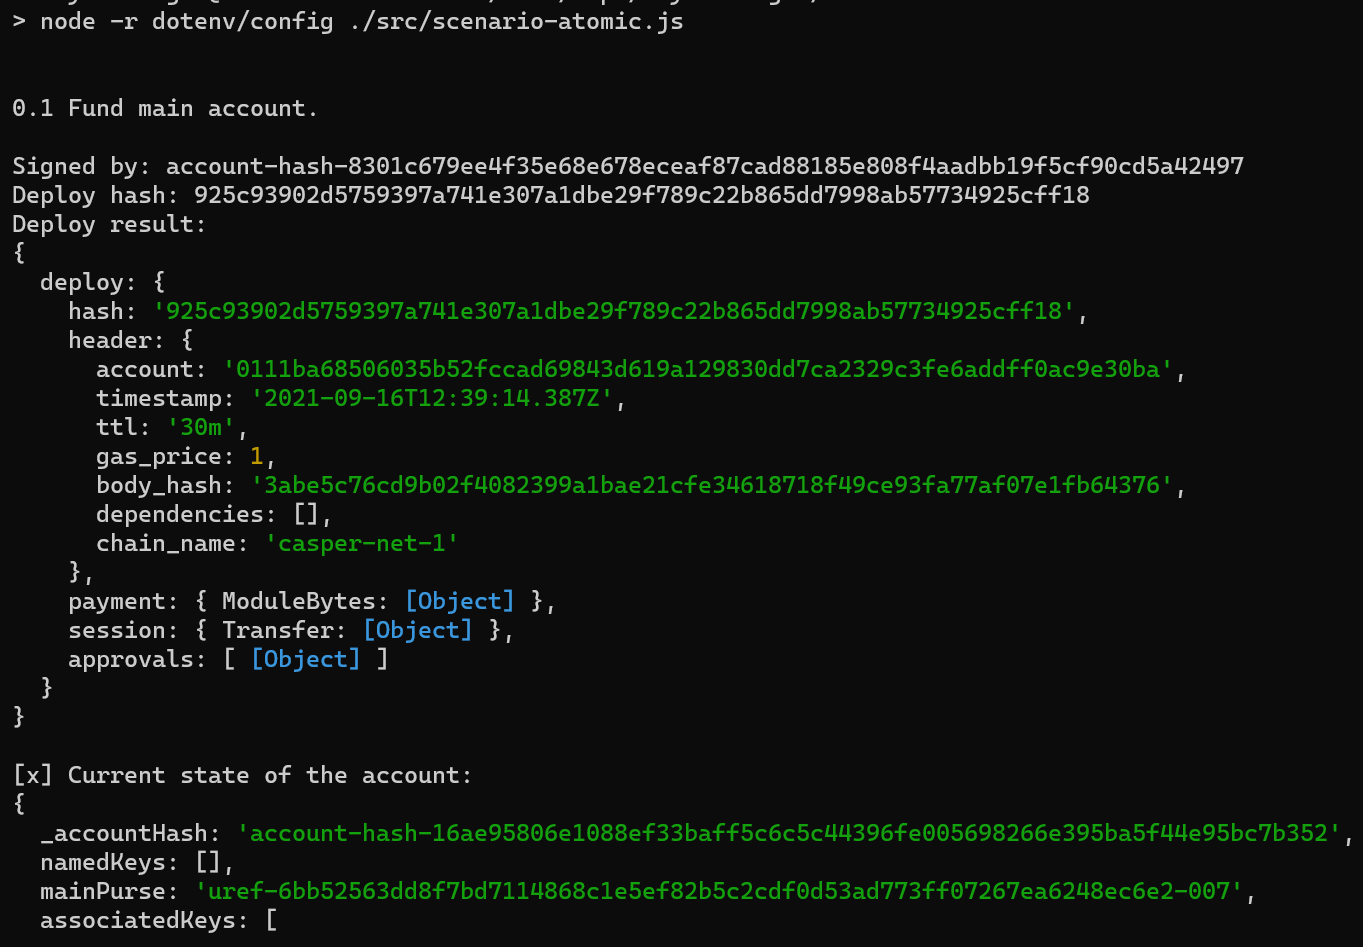 > node -r dotenv/config ./src/scenario-atomic.js
0.1 Fund main account.
Signed by: account-hash-8301c679ee4f35e68e678eceaf87cad88185e808f4aadbb19f5cf90cd5a42497
Deploy hash: 925c93902d5759397a741e307a1dbe29f789c22b865dd7998ab57734925cff18
Deploy result:
{
  deploy: {
    hash: '925c93902d5759397a741e307a1dbe29f789c22b865dd7998ab57734925cff18',
    header: {
      account: '0111ba68506035b52fccad69843d619a129830dd7ca2329c3fe6addff0ac9e30ba',
      timestamp: '2021-09-16T12:39:14.387Z',
      ttl: '30m',
      gas_price: 1,
      body_hash: '3abe5c76cd9b02f4082399a1bae21cfe34618718f49ce93fa77af07e1fb64376',
      dependencies: [],
      chain_name: 'casper-net-1'
    },
    payment: { ModuleBytes: [Object] },
    session: { Transfer: [Object] },
    approvals: [ [Object] ]
  }
}
[x] Current state of the account:
{
  _accountHash: 'account-hash-16ae95806e1088ef33baff5c6c5c44396fe005698266e395ba5f44e95bc7b352',
  namedKeys: [],
  mainPurse: 'uref-6bb52563dd8f7bd7114868c1e5ef82b5c2cdf0d53ad773ff07267ea6248ec6e2-007',
  associatedKeys: [